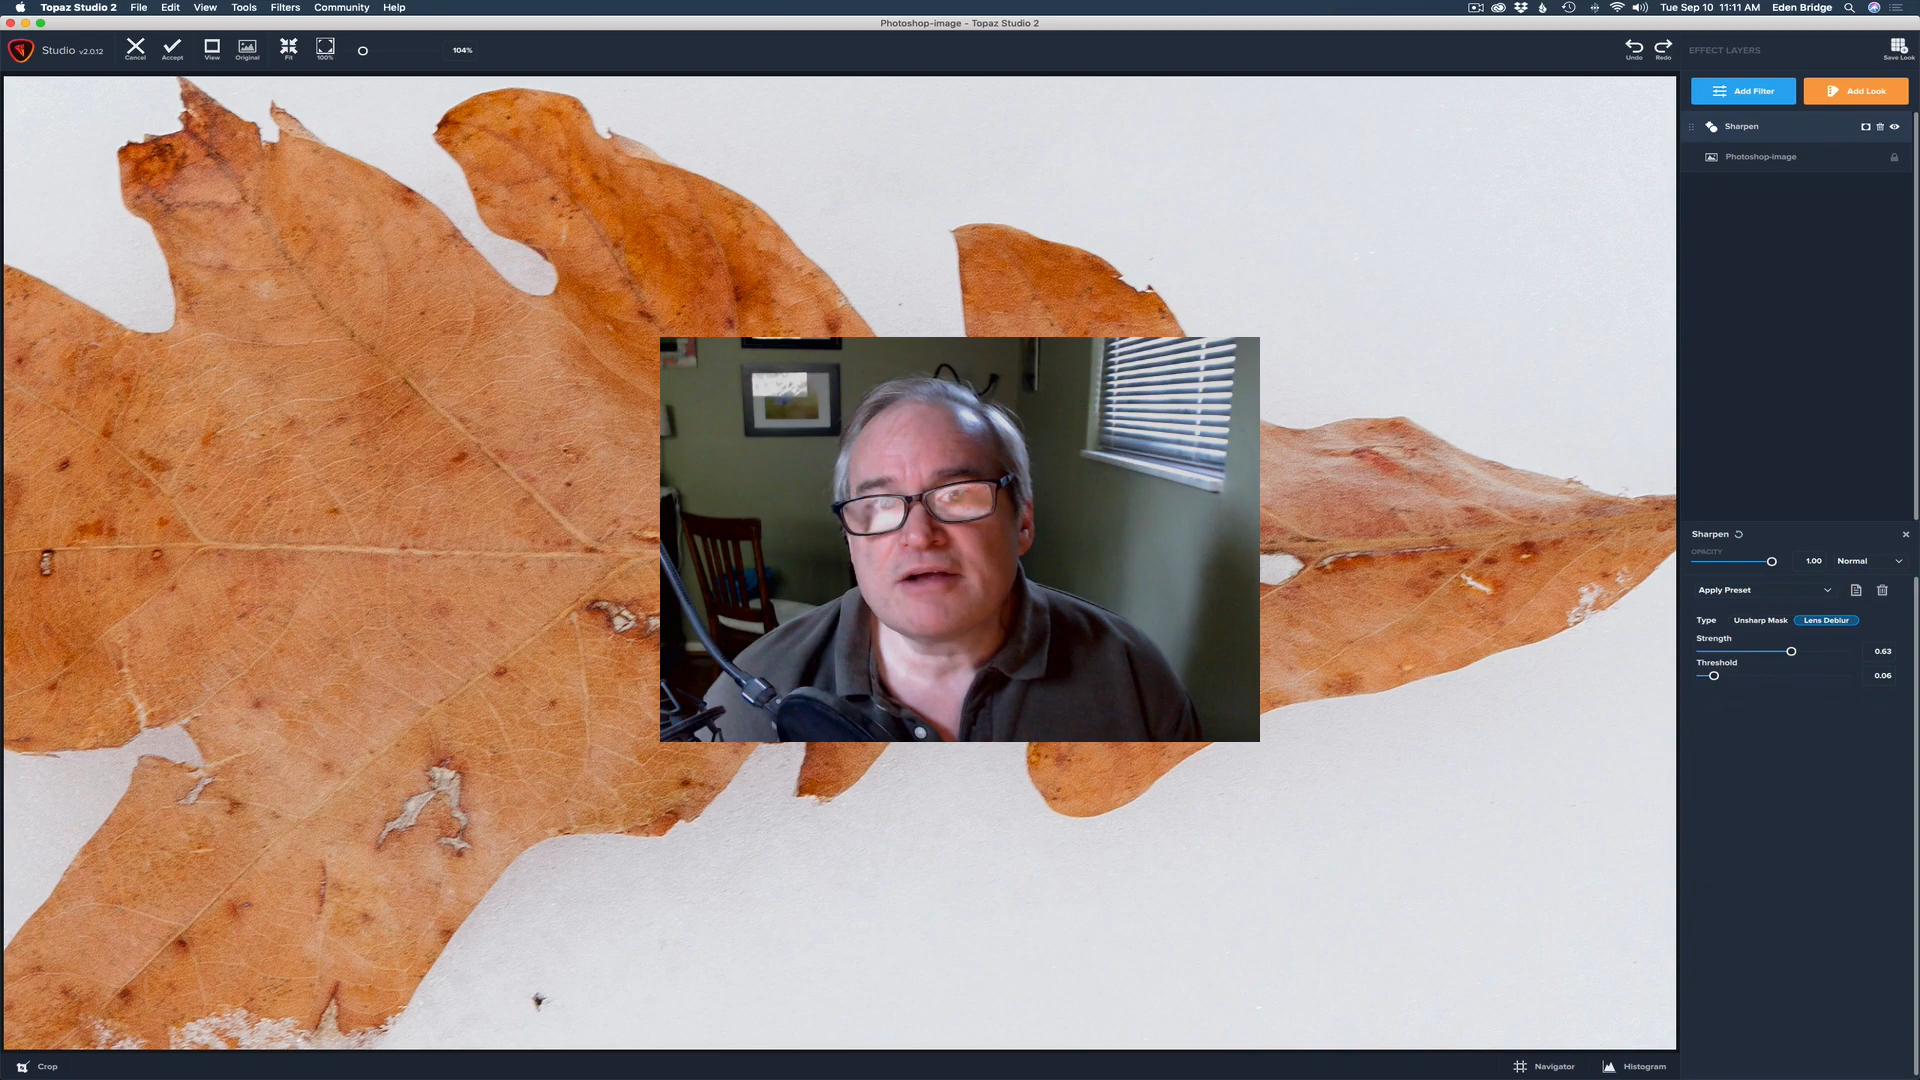 Topaz Studio 2 File Edit View Tools Filters Community Help
Tue Sep 10 11:11 AM Eden Bridge
Photoshop-image - Topaz Studio 2
Studio v2.0.12
Cancel Accept View Original Fit 100% 104% Undo Redo
EFFECT LAYERS
Save Look
Add Filter Add Look
Sharpen
Photoshop-image
Sharpen
OPACITY
1.00 Normal
Apply Preset
Type Unsharp Mask Lens Deblur
Strength
0.63
Threshold
0.06
Crop Navigator Histogram